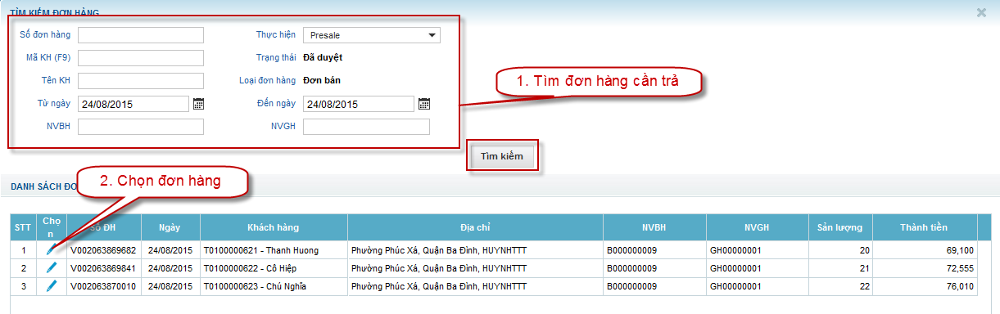 TÌM KIẾM ĐƠN HÀNG
Số đơn hàng
Thực hiện Presale
Mã KH (F9)
Trạng thái Đã duyệt
Tên KH
Loại đơn hàng Đơn bán
1. Tìm đơn hàng cần trả
Từ ngày 24/08/2015
Đến ngày 24/08/2015
NVBH
NVGH
Tìm kiếm
2. Chọn đơn hàng
DANH SÁCH ĐƠ
STT Chọn Số ĐH Ngày Khách hàng Địa chỉ NVBH NVGH Sản lượng Thành tiền
1 V002063869682 24/08/2015 T0100000621 - Thanh Huong Phường Phúc Xá, Quận Ba Đình, HUYNHTTT B000000009 GH00000001 20 69,100
2 V002063869841 24/08/2015 T0100000622 - Cô Hiệp Phường Phúc Xá, Quận Ba Đình, HUYNHTTT B000000009 GH00000001 21 72,555
3 V002063870010 24/08/2015 T0100000623 - Chú Nghĩa Phường Phúc Xá, Quận Ba Đình, HUYNHTTT B000000009 GH00000001 22 76,010